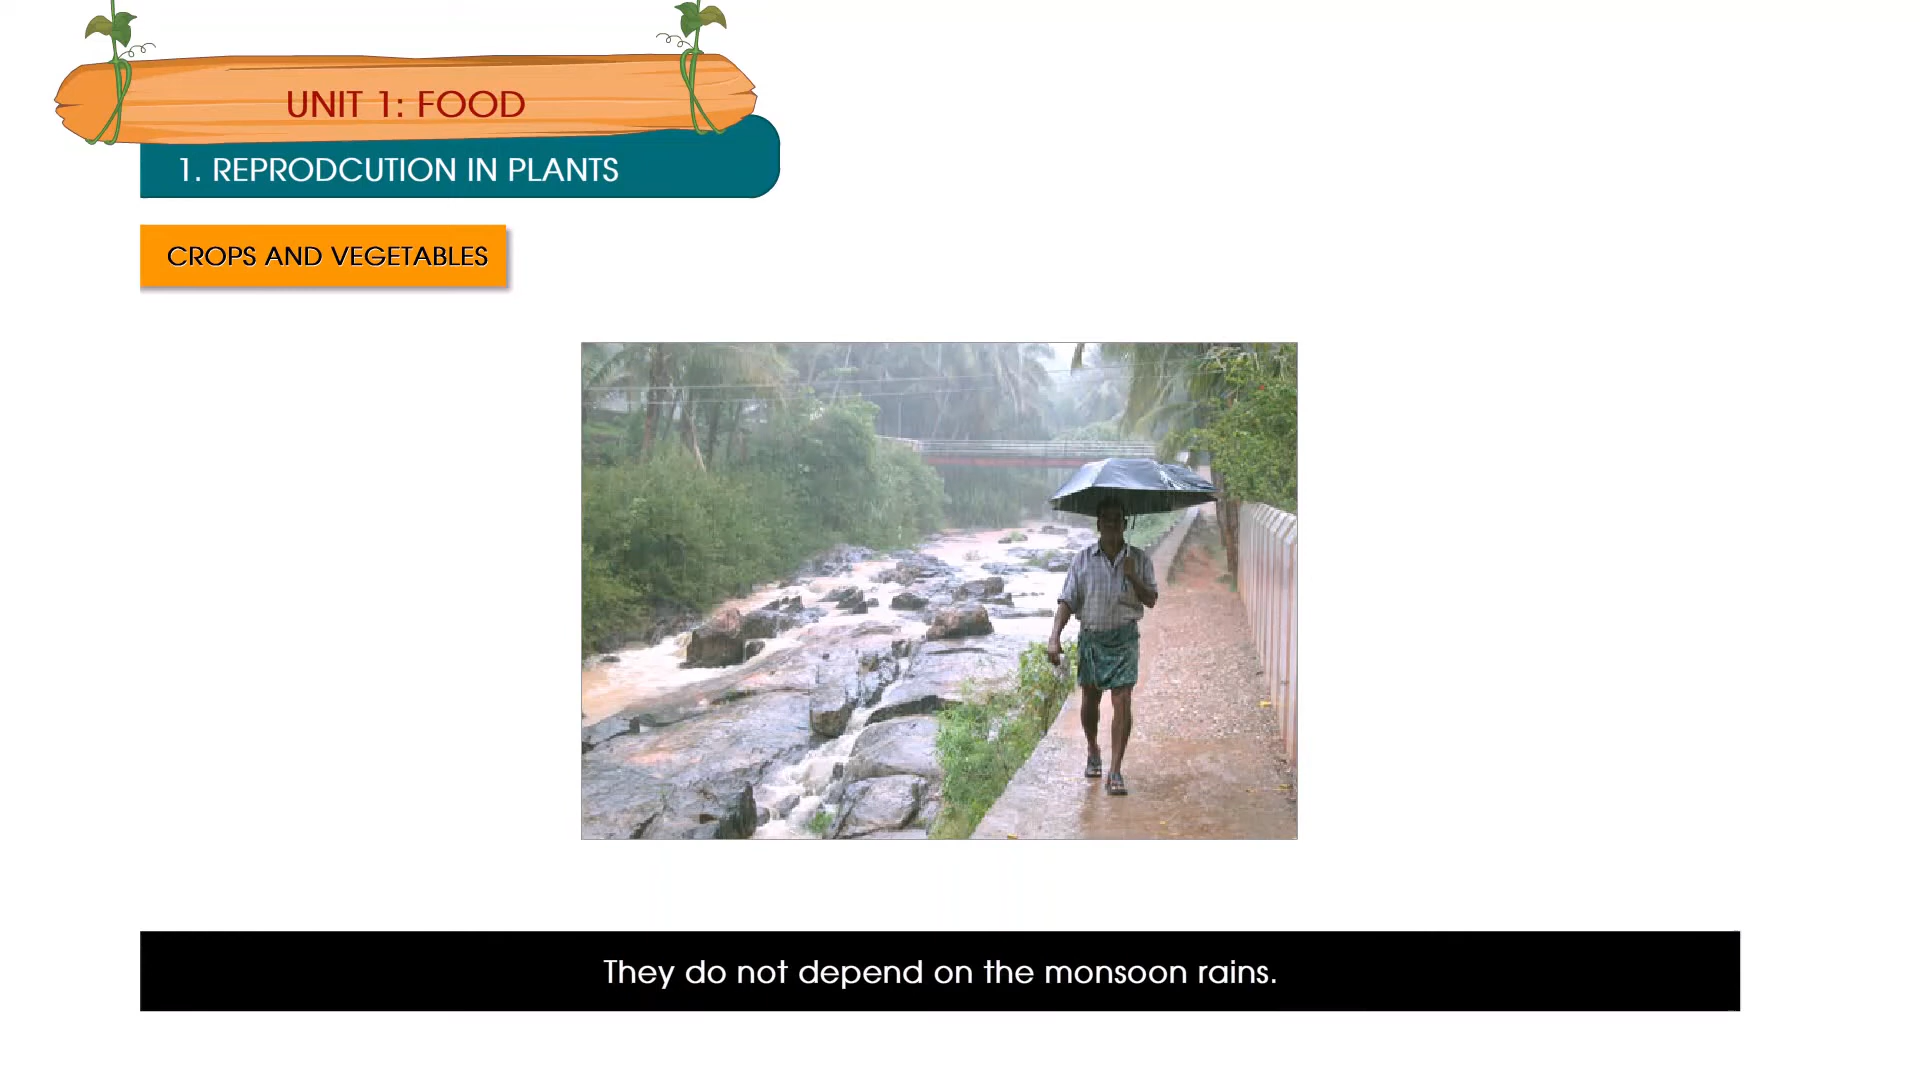 UNIT 1: FOOD
1. REPRODCUTION IN PLANTS
CROPS AND VEGETABLES
They do not depend on the monsoon rains.